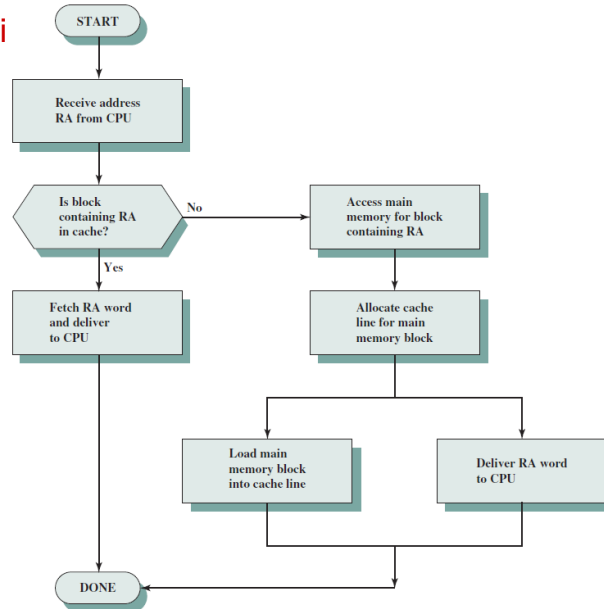 i
START
Receive address
RA from CPU
Is block
containing RA
in cache?
No
Access main
memory for block
containing RA
Yes
Fetch RA word
and deliver
to CPU
Allocate cache
line for main
memory block
Load main
memory block
into cache line
Deliver RA word
to CPU
DONE